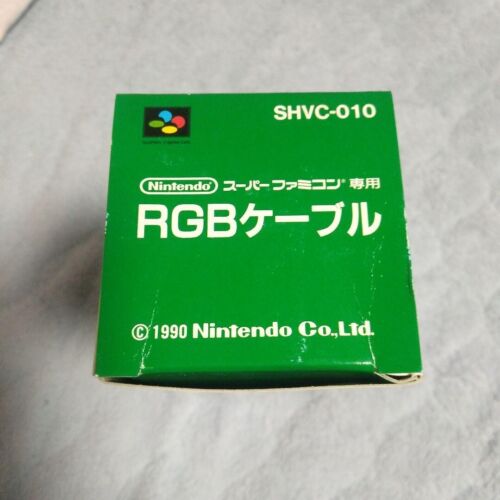 SHVC-010
Nintendo スーパーファミコン® 専用
RGBケーブル
© 1990 Nintendo Co.,Ltd.